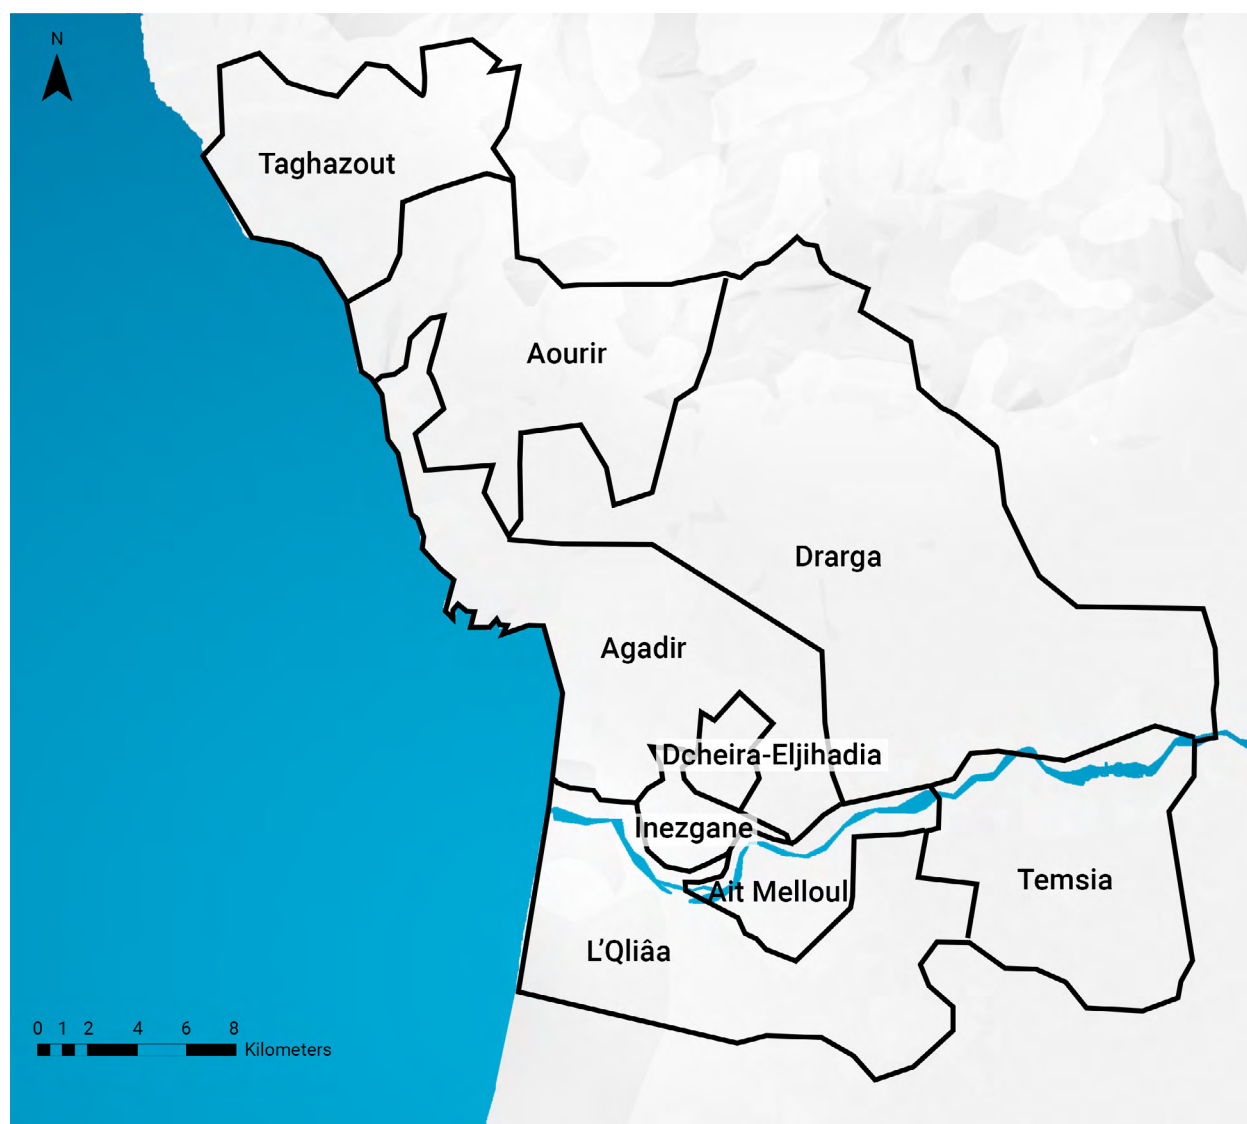 N
Taghazout
Aourir
Drarga
Agadir
Dcheira-Eljihadia
Inezgane
Ait Melloul
Temsia
L'Qliâa
0 1 2 4 6 8
Kilometers